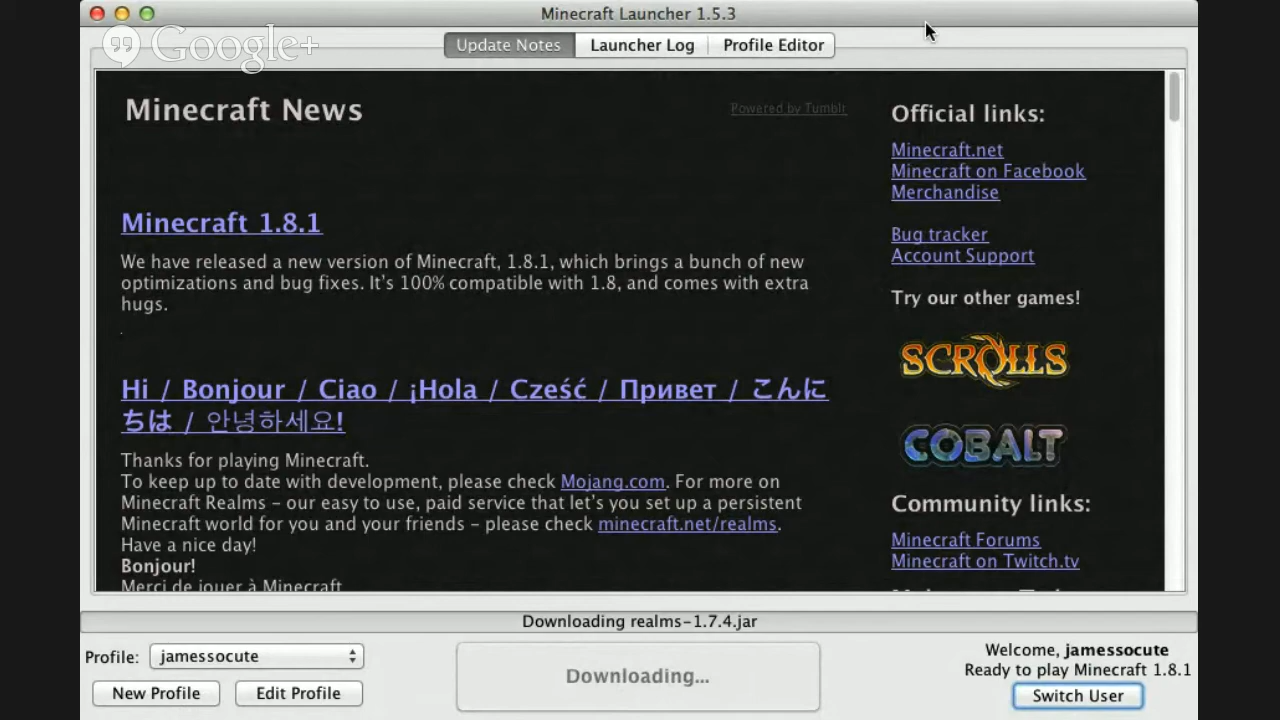 Minecraft Launcher 1.5.3
Google+
Update Notes Launcher Log Profile Editor
Minecraft News
Powered by Tumblr
Minecraft 1.8.1
We have released a new version of Minecraft, 1.8.1, which brings a bunch of new
optimizations and bug fixes. It's 100% compatible with 1.8, and comes with extra
hugs.
.
Hi / Bonjour / Ciao / ¡Hola / Cześć / Привет / こんに
ちは / 안녕하세요!
Thanks for playing Minecraft.
To keep up to date with development, please check Mojang.com. For more on
Minecraft Realms – our easy to use, paid service that let's you set up a persistent
Minecraft world for you and your friends – please check minecraft.net/realms.
Have a nice day!
Bonjour!
Merci de jouer à Minecraft
Official links:
Minecraft.net
Minecraft on Facebook
Merchandise
Bug tracker
Account Support
Try our other games!
SCROLLS
COBALT
Community links:
Minecraft Forums
Minecraft on Twitch.tv
Downloading realms-1.7.4.jar
Profile: jamessocute
New Profile Edit Profile
Downloading...
Welcome, jamessocute
Ready to play Minecraft 1.8.1
Switch User